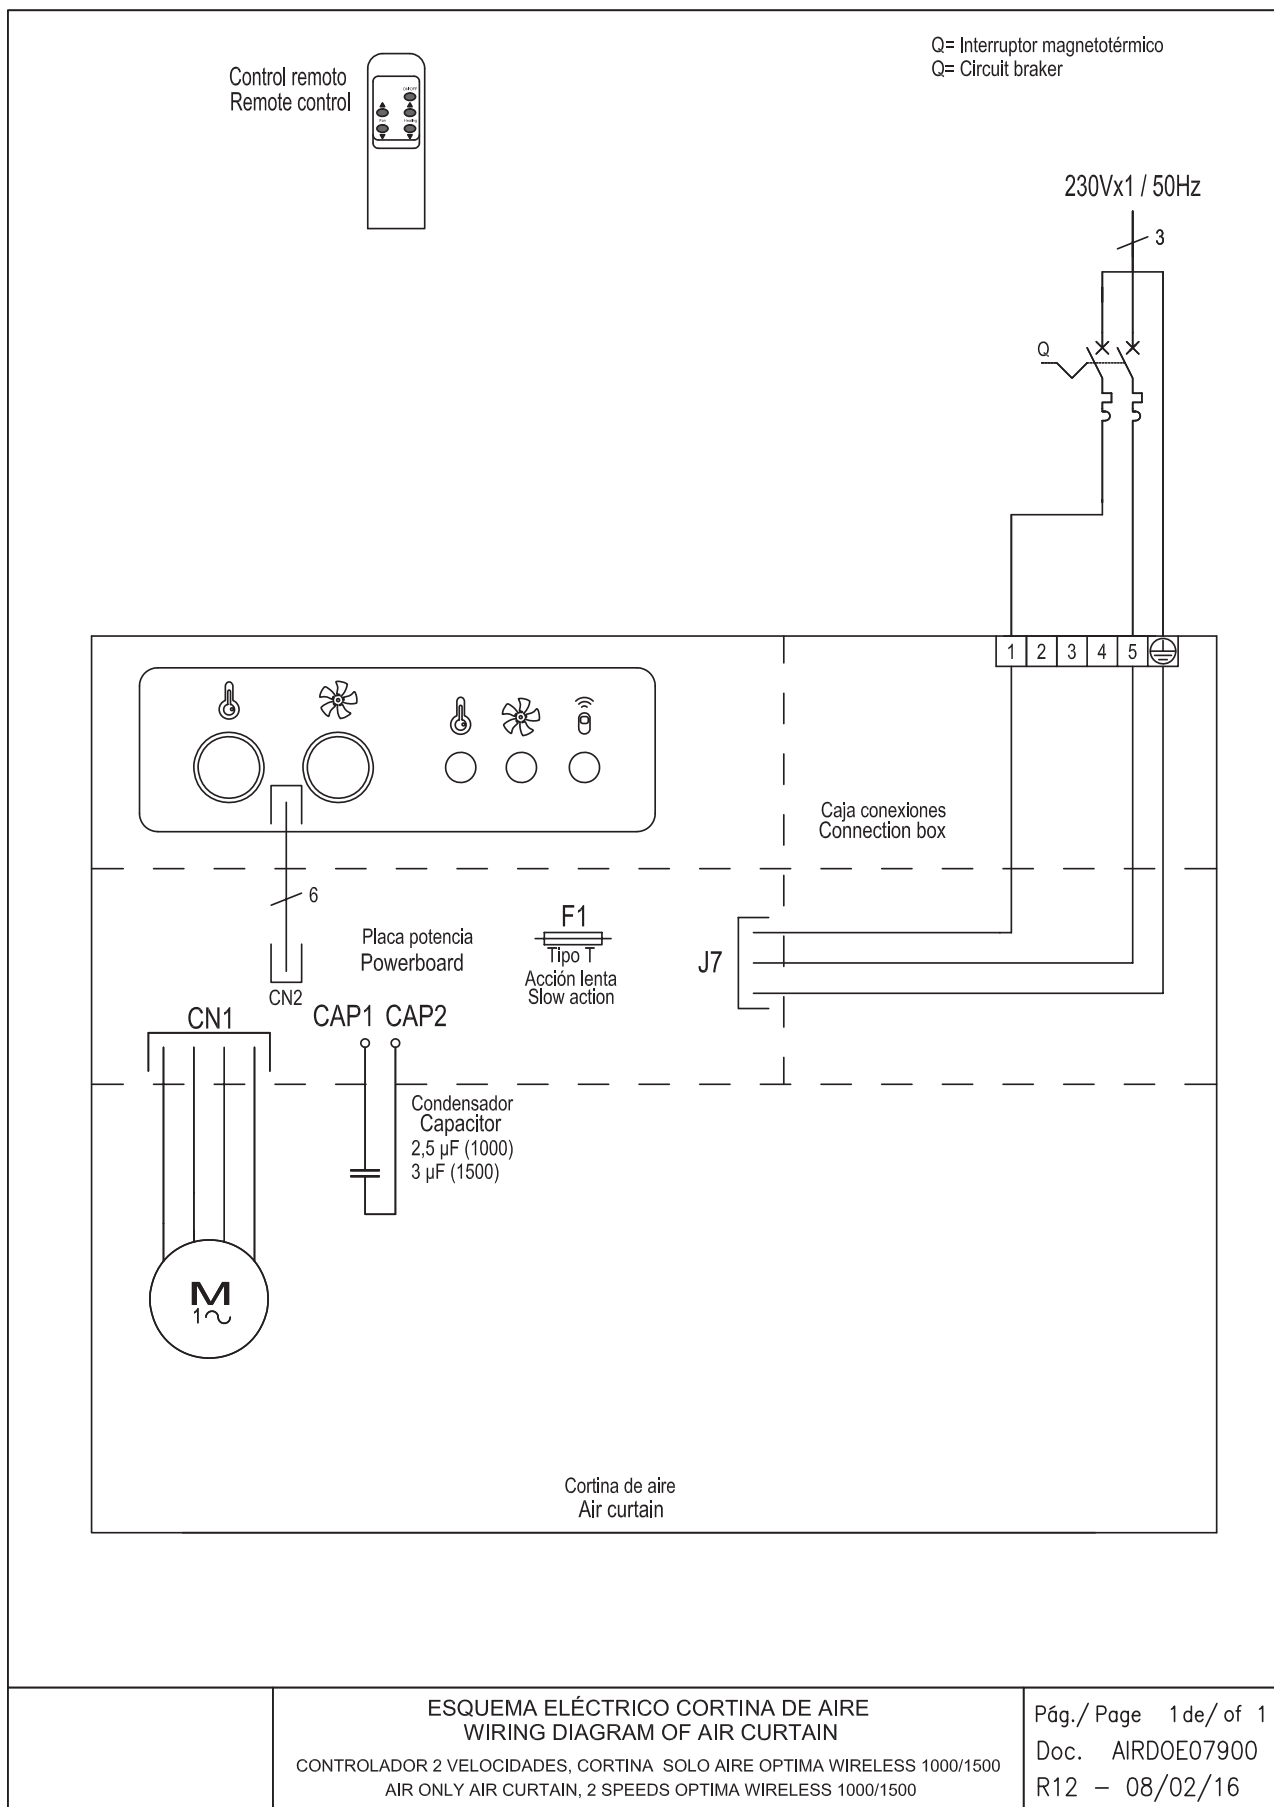 Q= Interruptor magnetotérmico
Q= Circuit braker
Control remoto
Remote control
On/OFF
Fan
Heating
230Vx1 / 50Hz
3
Q
1 2 3 4 5
Caja conexiones
Connection box
6
Placa potencia
Powerboard
F1
Tipo T
Acción lenta
Slow action
J7
CN2
CN1
CAP1 CAP2
Condensador
Capacitor
2,5 µF (1000)
3 µF (1500)
M
1~
Cortina de aire
Air curtain
ESQUEMA ELÉCTRICO CORTINA DE AIRE
WIRING DIAGRAM OF AIR CURTAIN
CONTROLADOR 2 VELOCIDADES, CORTINA SOLO AIRE OPTIMA WIRELESS 1000/1500
AIR ONLY AIR CURTAIN, 2 SPEEDS OPTIMA WIRELESS 1000/1500
Pág./ Page 1 de/ of 1
Doc. AIRDOE07900
R12 – 08/02/16